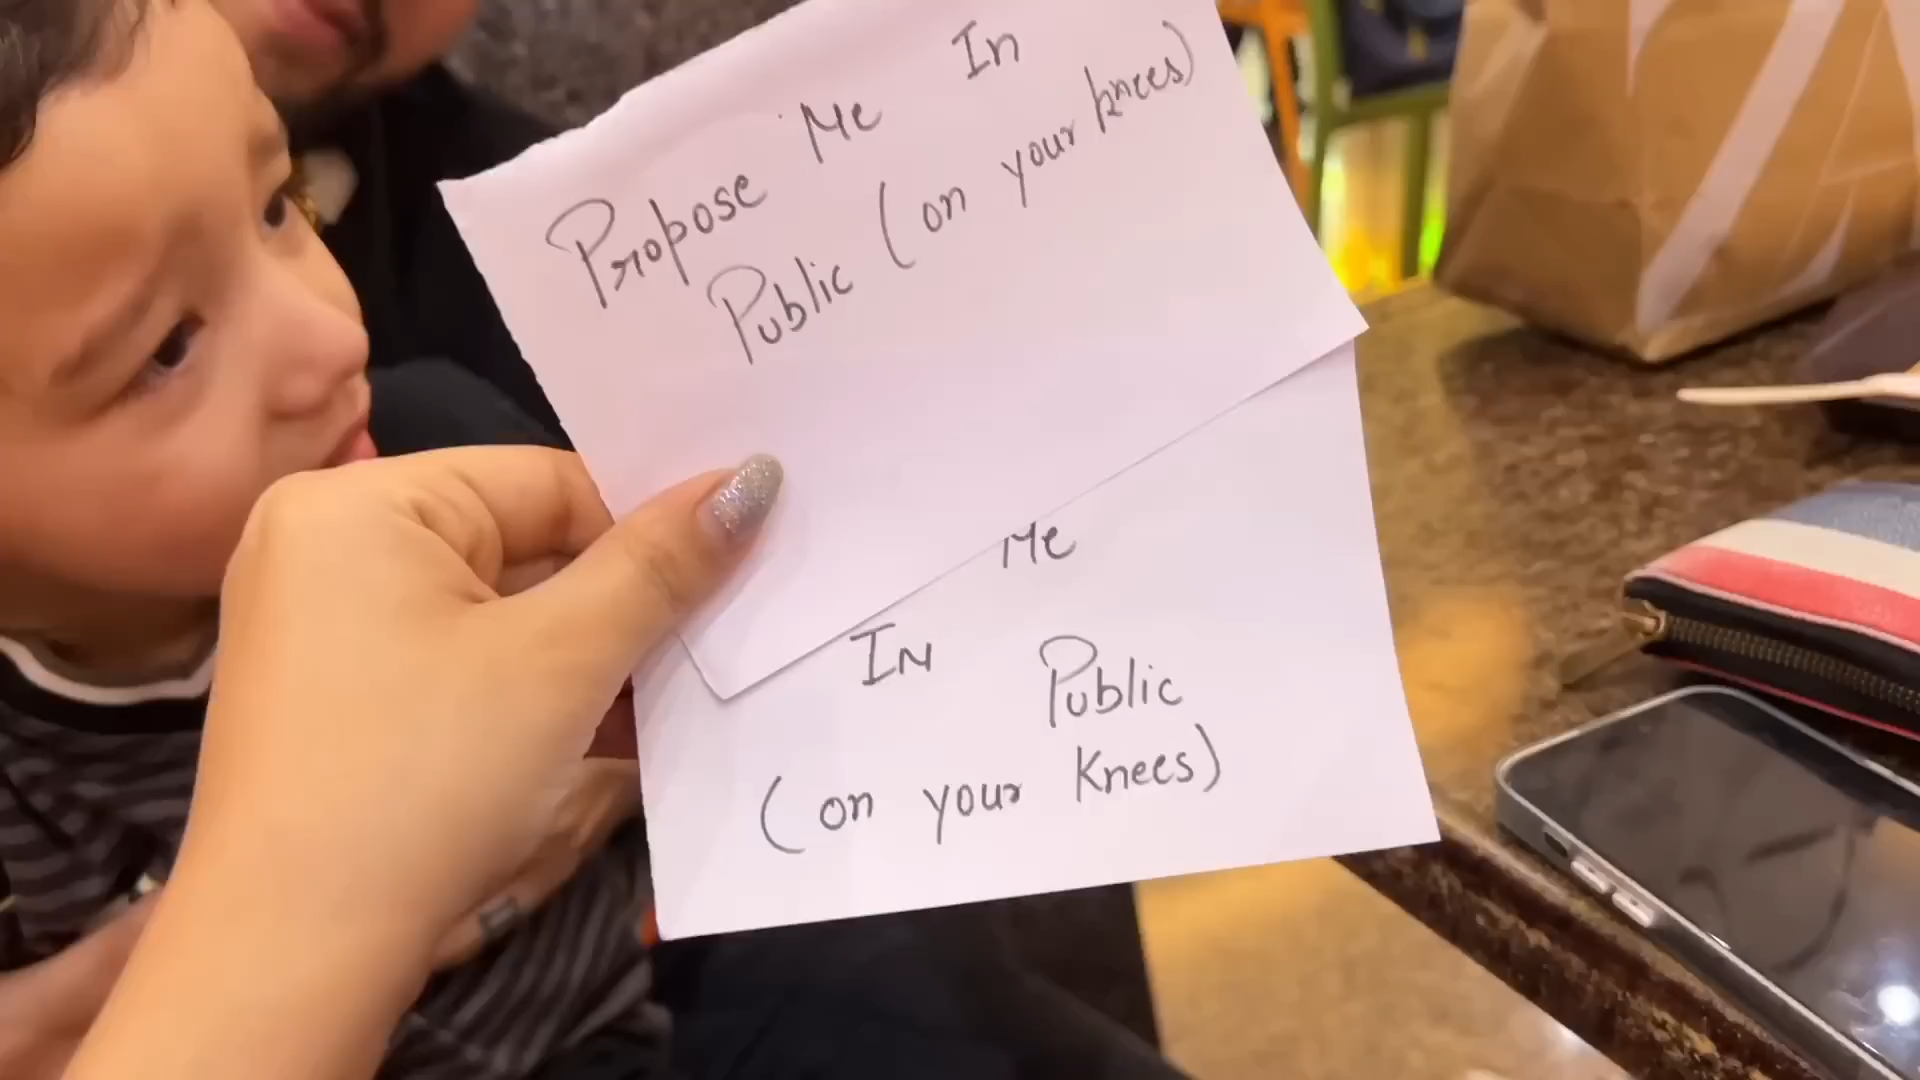 Propose Me In
Public (on your knees)
Me
IN Public
(on your Knees)